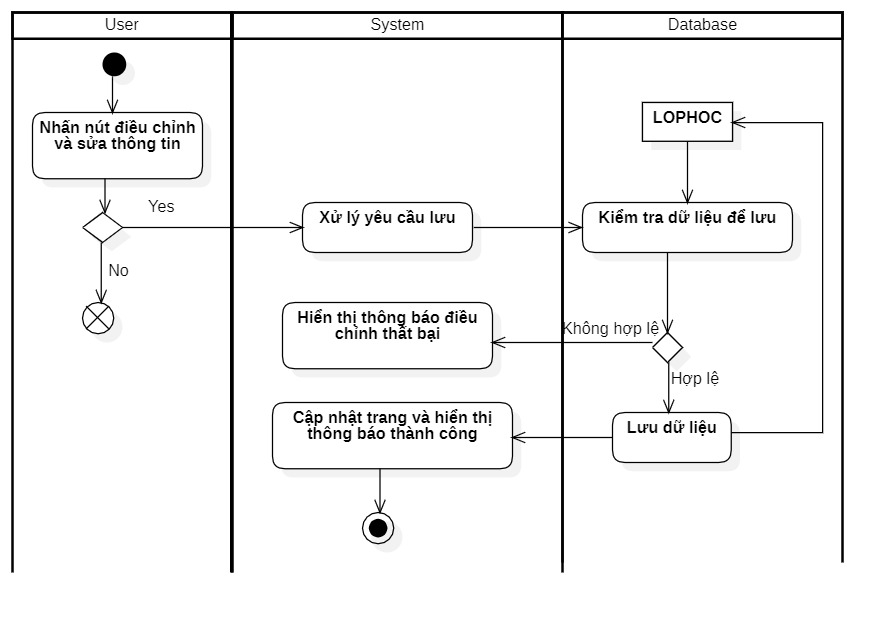 User
System
Database
Nhấn nút điều chỉnh
và sửa thông tin
LOPHOC
Yes
Xử lý yêu cầu lưu
Kiểm tra dữ liệu để lưu
No
Hiển thị thông báo điều
chỉnh thất bại
Không hợp lệ
Hợp lệ
Cập nhật trang và hiển thị
thông báo thành công
Lưu dữ liệu